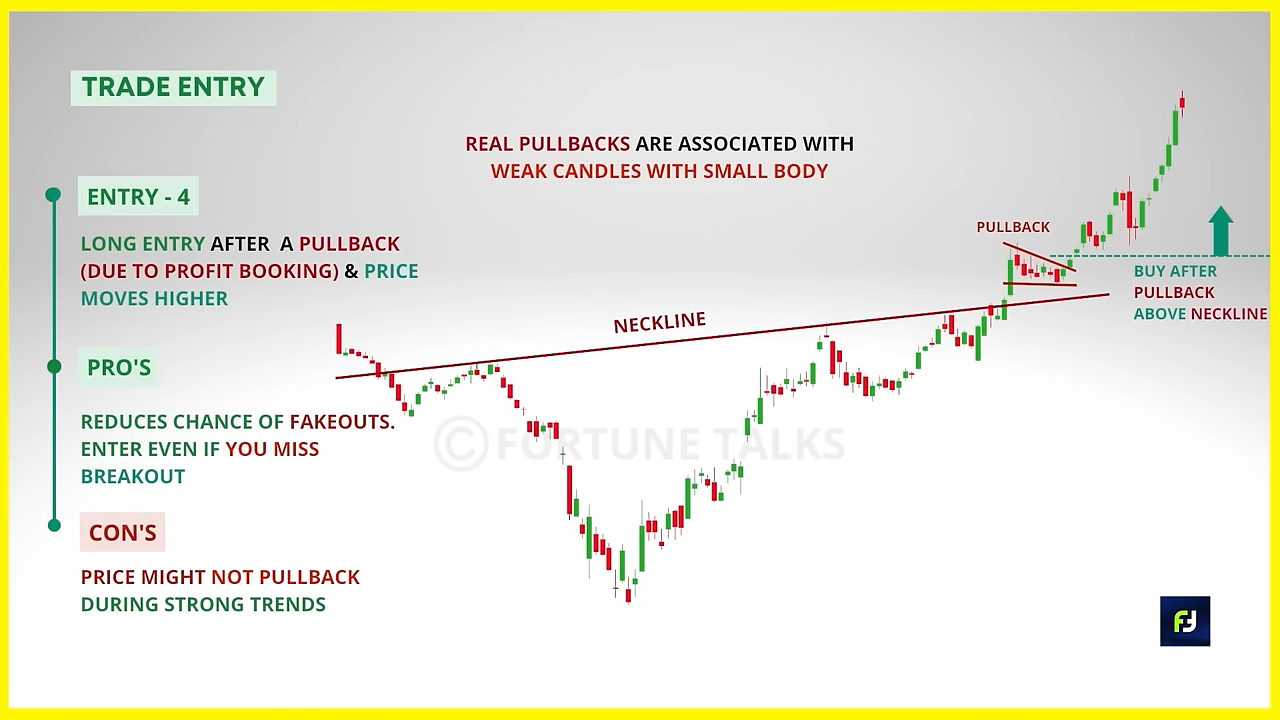 TRADE ENTRY
REAL PULLBACKS ARE ASSOCIATED WITH
WEAK CANDLES WITH SMALL BODY
ENTRY - 4
LONG ENTRY AFTER A PULLBACK
(DUE TO PROFIT BOOKING) & PRICE
MOVES HIGHER
PRO'S
REDUCES CHANCE OF FAKEOUTS.
ENTER EVEN IF YOU MISS
BREAKOUT
CON'S
PRICE MIGHT NOT PULLBACK
DURING STRONG TRENDS
NECKLINE
PULLBACK
BUY AFTER
PULLBACK
ABOVE NECKLINE
© FORTUNE TALKS